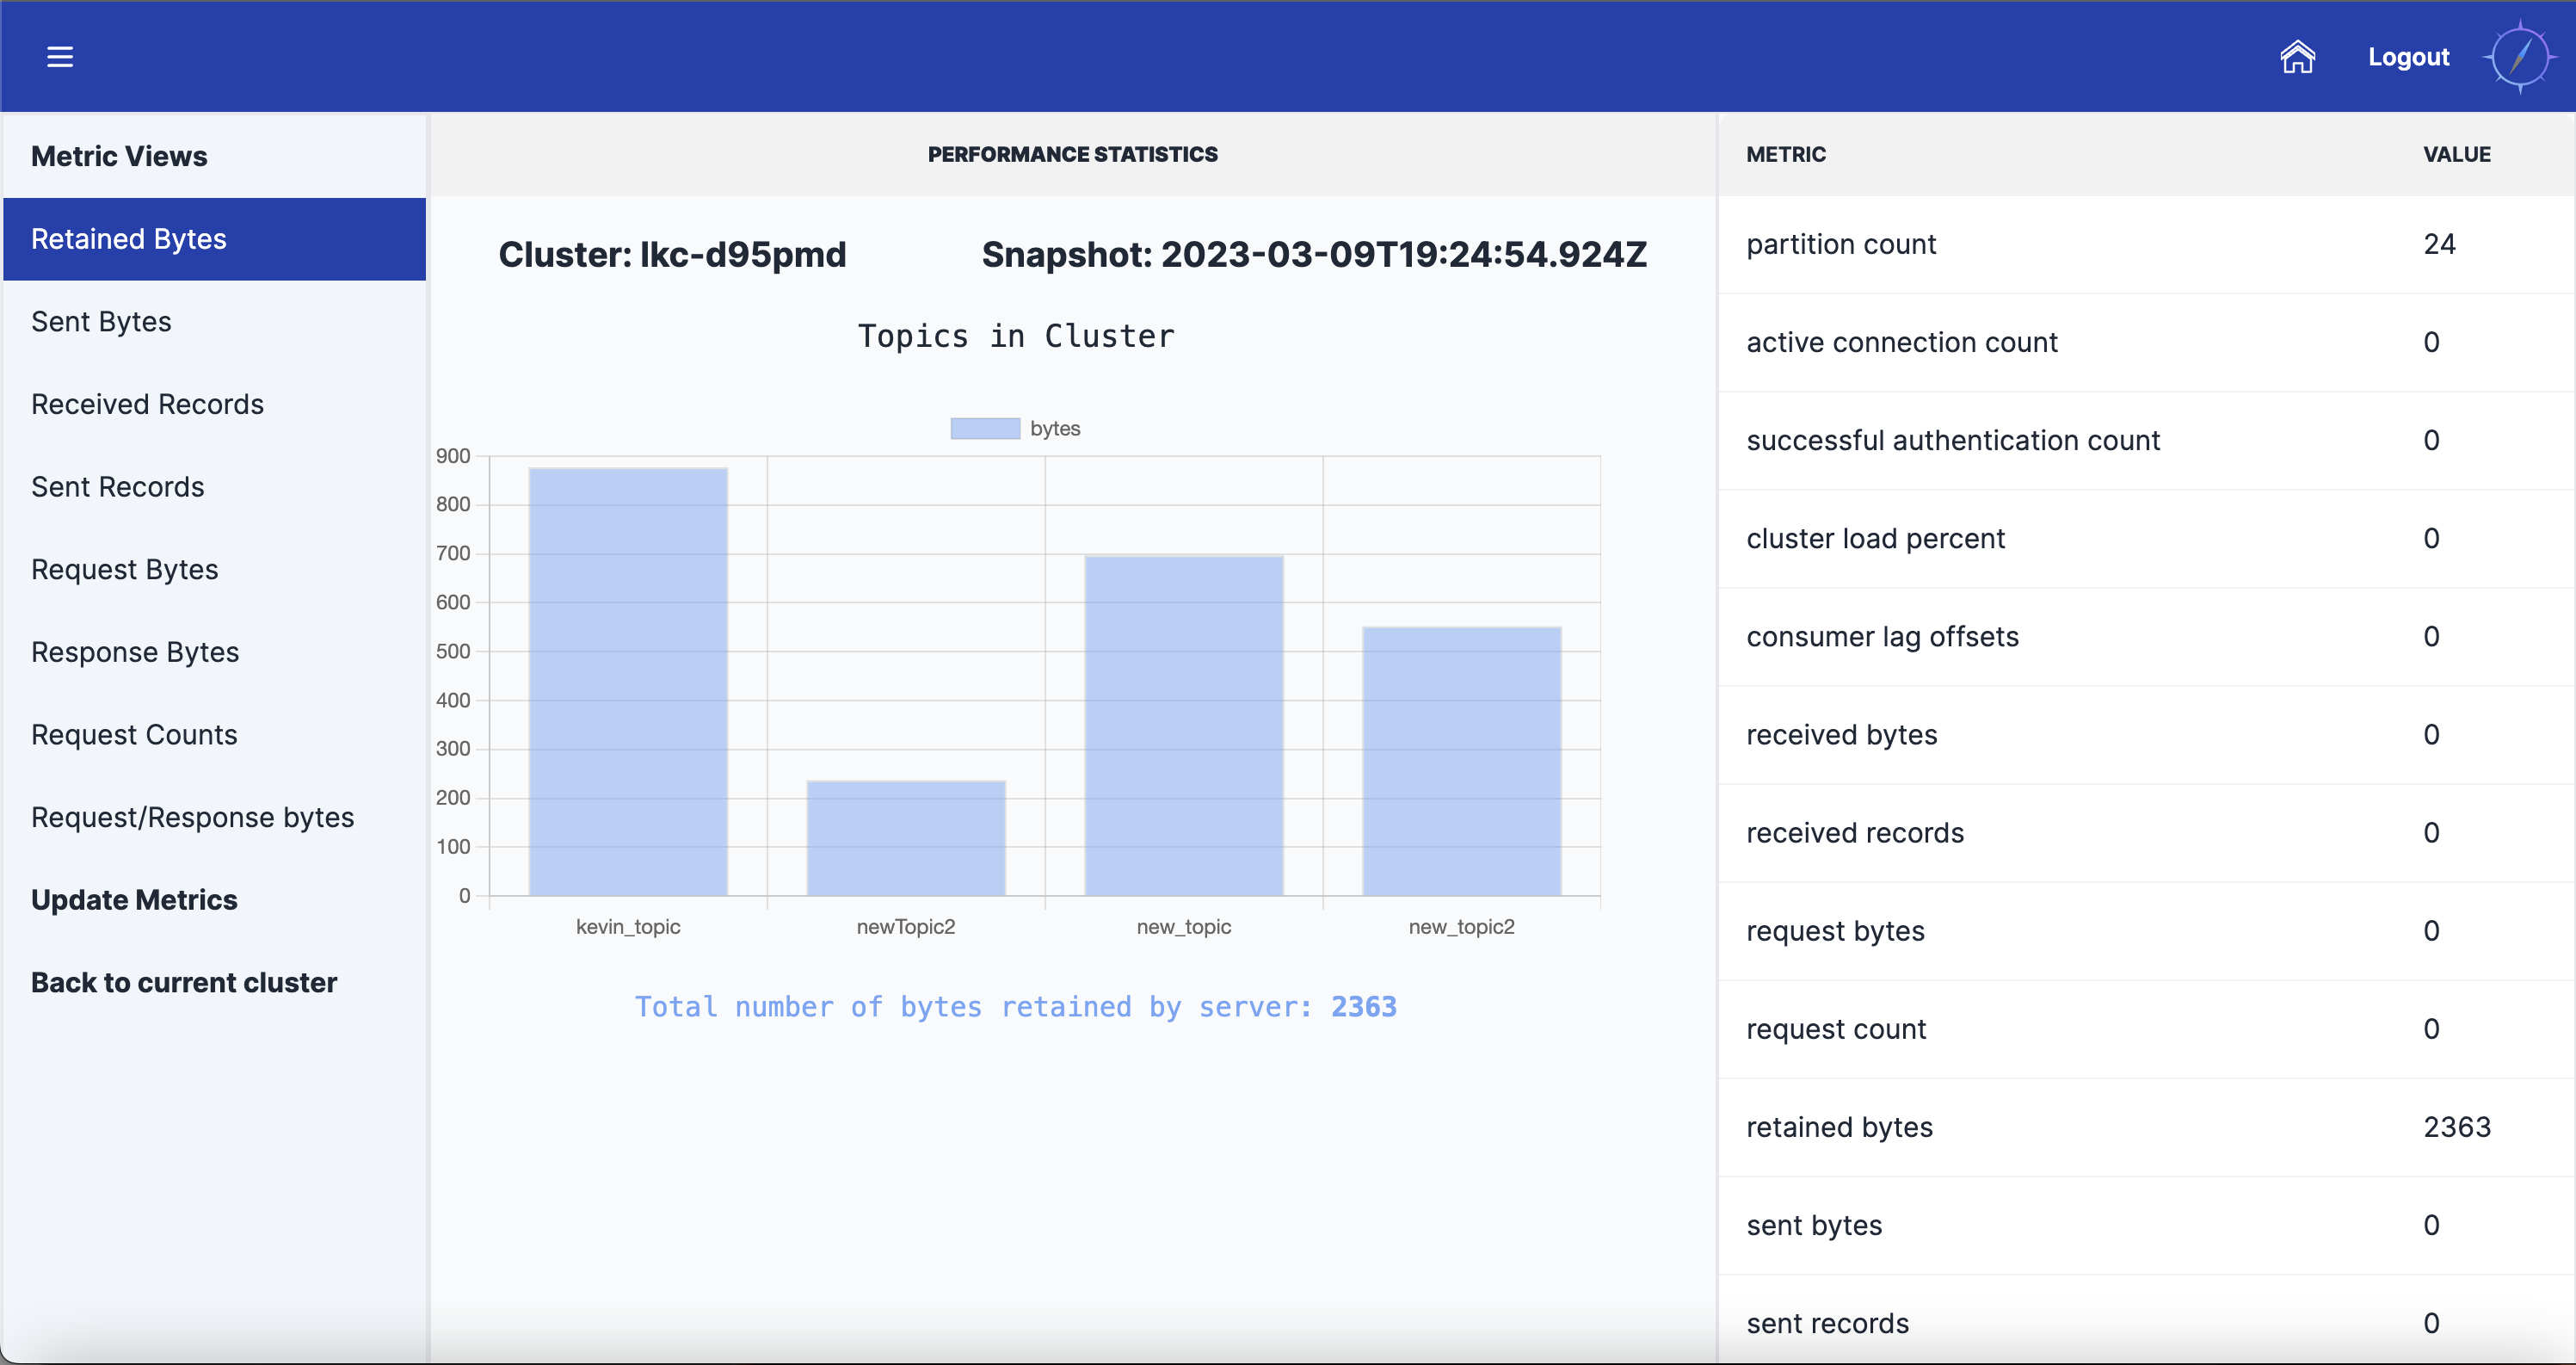 Logout
Metric Views
Retained Bytes
Sent Bytes
Received Records
Sent Records
Request Bytes
Response Bytes
Request Counts
Request/Response bytes
Update Metrics
Back to current cluster
PERFORMANCE STATISTICS
Cluster: lkc-d95pmd
Snapshot: 2023-03-09T19:24:54.924Z
Topics in Cluster
bytes
900
800
700
600
500
400
300
200
100
0
kevin_topic newTopic2 new_topic new_topic2
Total number of bytes retained by server: 2363
METRIC VALUE
partition count 24
active connection count 0
successful authentication count 0
cluster load percent 0
consumer lag offsets 0
received bytes 0
received records 0
request bytes 0
request count 0
retained bytes 2363
sent bytes 0
sent records 0